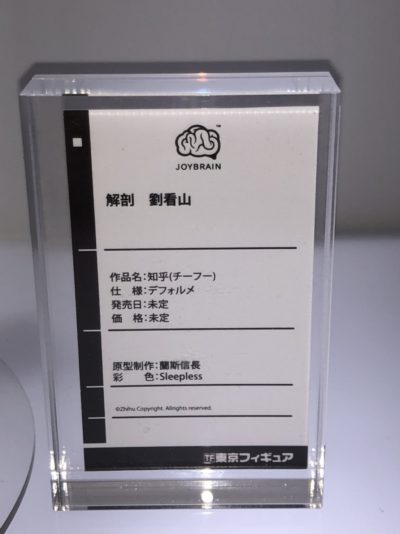 JOYBRAIN
解剖 劉看山
作品名:知乎(チーフー)
仕 様:デフォルメ
発売日:未定
価 格:未定
原型制作:蘭斯信長
彩 色:Sleepless
©Zhihu Copyright. Allrights reserved.
TF東京フィギュア